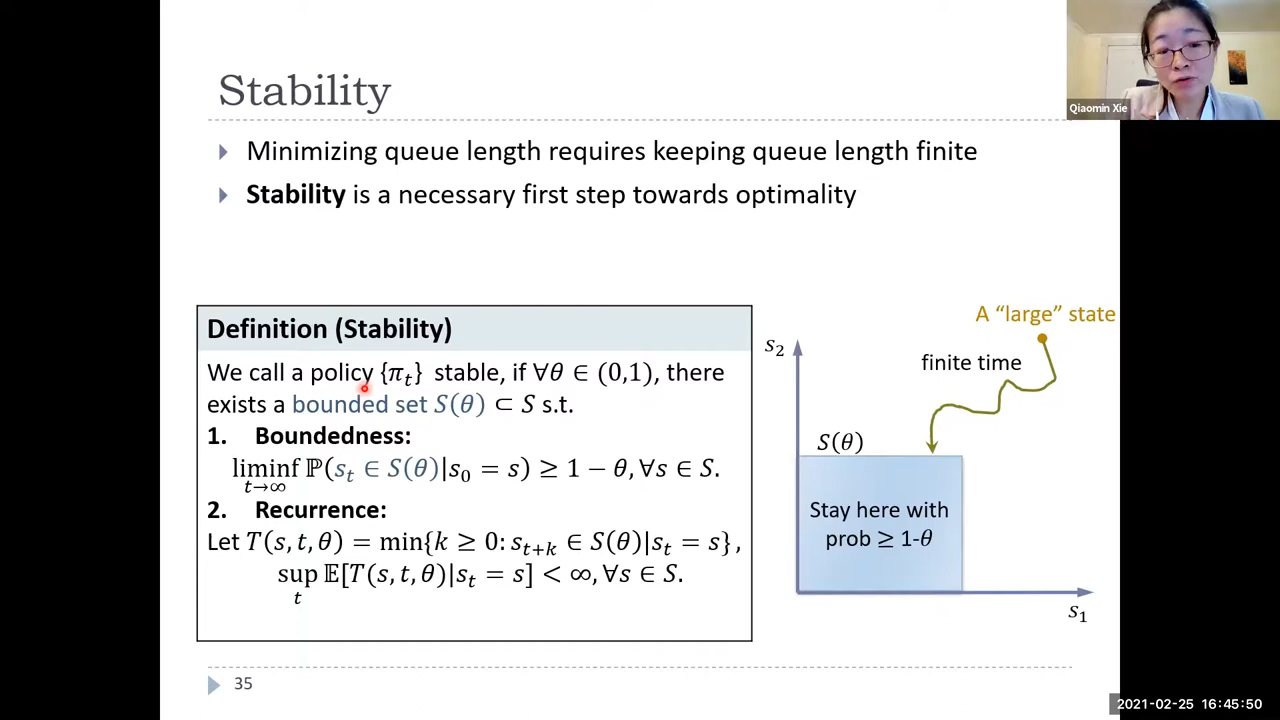 Stability
Minimizing queue length requires keeping queue length finite
Stability is a necessary first step towards optimality
Definition (Stability)
We call a policy {π_t} stable, if ∀θ ∈ (0,1), there
exists a bounded set S(θ) ⊂ S s.t.
1. Boundedness:
liminf_{t→∞} ℙ(s_t ∈ S(θ)|s_0 = s) ≥ 1 − θ, ∀s ∈ S.
2. Recurrence:
Let T(s, t, θ) = min{k ≥ 0: s_{t+k} ∈ S(θ)|s_t = s},
sup_t 𝔼[T(s, t, θ)|s_t = s] < ∞, ∀s ∈ S.
A “large” state
finite time
s_2
S(θ)
Stay here with
prob ≥ 1-θ
s_1
35
Qiaomin Xie
2021-02-25 16:45:50